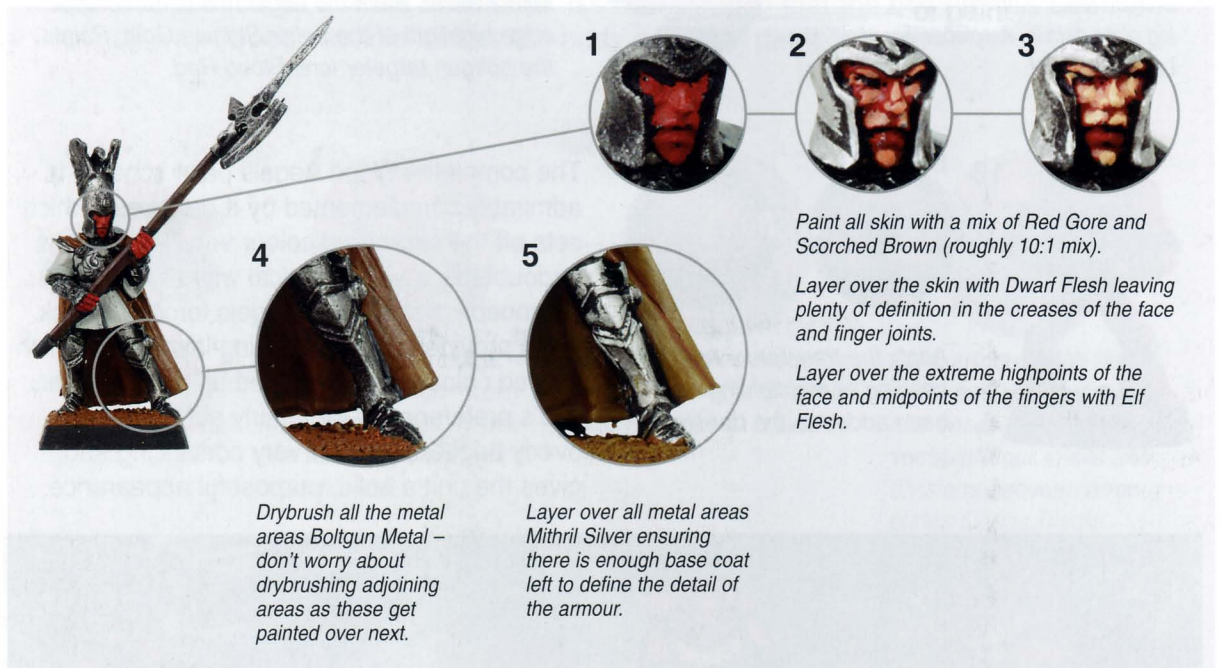 1
2
3
Paint all skin with a mix of Red Gore and
Scorched Brown (roughly 10:1 mix).
Layer over the skin with Dwarf Flesh leaving
plenty of definition in the creases of the face
and finger joints.
Layer over the extreme highpoints of the
face and midpoints of the fingers with Elf
Flesh.
4
5
Drybrush all the metal
areas Boltgun Metal –
don't worry about
drybrushing adjoining
areas as these get
painted over next.
Layer over all metal areas
Mithril Silver ensuring
there is enough base coat
left to define the detail of
the armour.